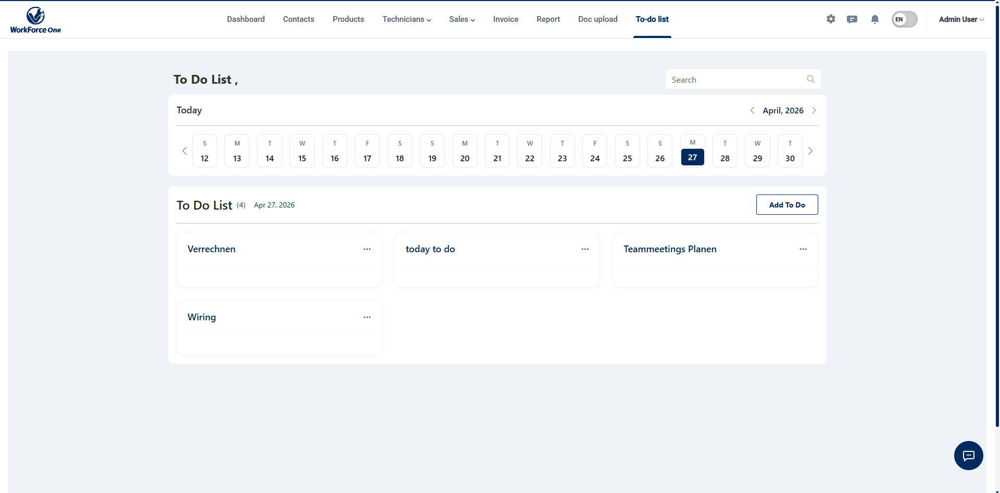 WorkForce One
Dashboard Contacts Products Technicians Sales Invoice Report Doc upload To-do list
EN
Admin User
To Do List ,
Search
Today
April, 2026
S M T W T F S S M T W T F S S M T W T
12 13 14 15 16 17 18 19 20 21 22 23 24 25 26 27 28 29 30
To Do List (4) Apr 27, 2026
Add To Do
Verrechnen
today to do
Teammeetings Planen
Wiring